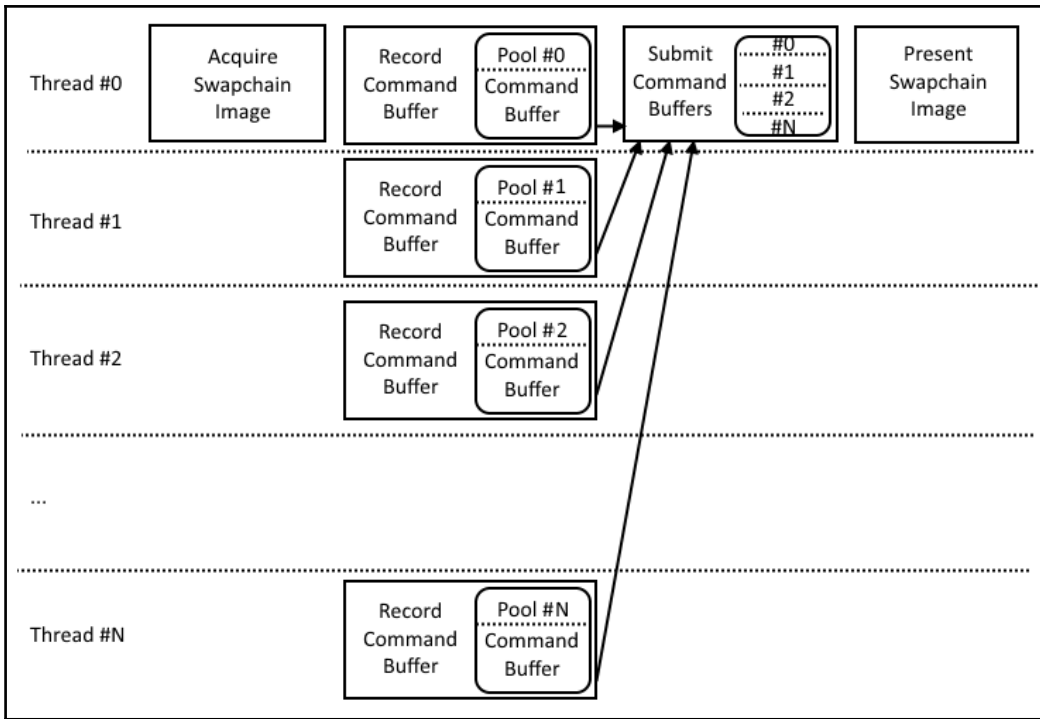 Thread #0
Acquire
Swapchain
Image
Record
Command
Buffer
Pool #0
Command
Buffer
Submit
Command
Buffers
#0
#1
#2
#N
Present
Swapchain
Image
Thread #1
Record
Command
Buffer
Pool #1
Command
Buffer
Thread #2
Record
Command
Buffer
Pool #2
Command
Buffer
...
Thread #N
Record
Command
Buffer
Pool #N
Command
Buffer